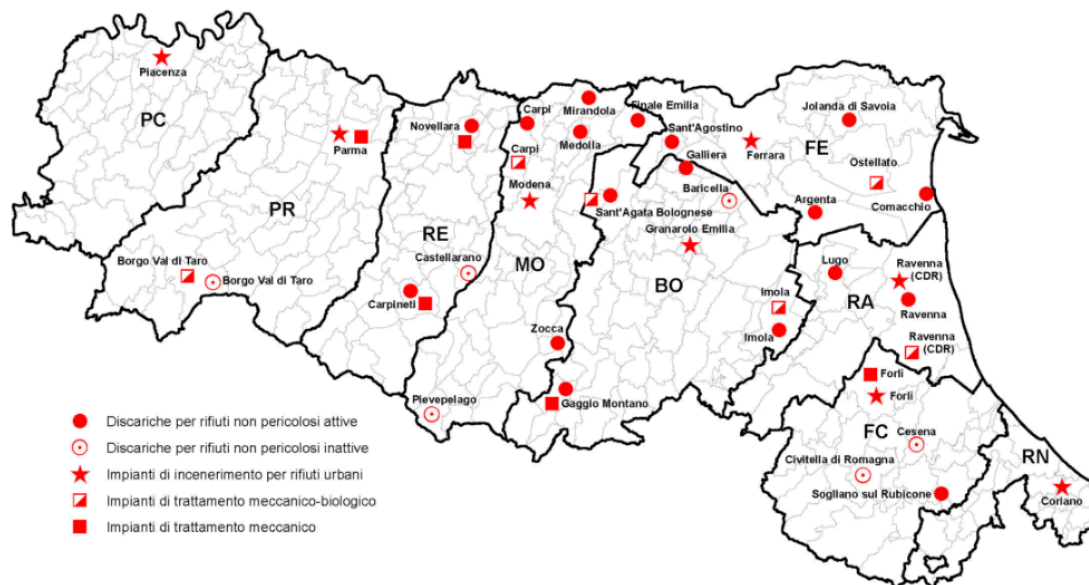 Piacenza
PC
Parma
PR
Borgo Val di Taro
Borgo Val di Taro
Novellara
RE
Castellarano
Carpineti
Carpi
Mirandola
Finale Emilia
Medolla
Carpi
Modena
MO
Zocca
Pievepelago
Sant'Agostino
Galliera
Baricella
Sant'Agata Bolognese
Granarolo Emilia
BO
Imola
Imola
Gaggio Montano
Jolanda di Savoia
Ferrara
FE
Ostellato
Argenta
Comacchio
Lugo
Ravenna
(CDR)
RA
Ravenna
Ravenna
(CDR)
Forlì
Forlì
FC
Cesena
Civitella di Romagna
Sogliano sul Rubicone
RN
Coriano
Discariche per rifiuti non pericolosi attive
Discariche per rifiuti non pericolosi inattive
Impianti di incenerimento per rifiuti urbani
Impianti di trattamento meccanico-biologico
Impianti di trattamento meccanico